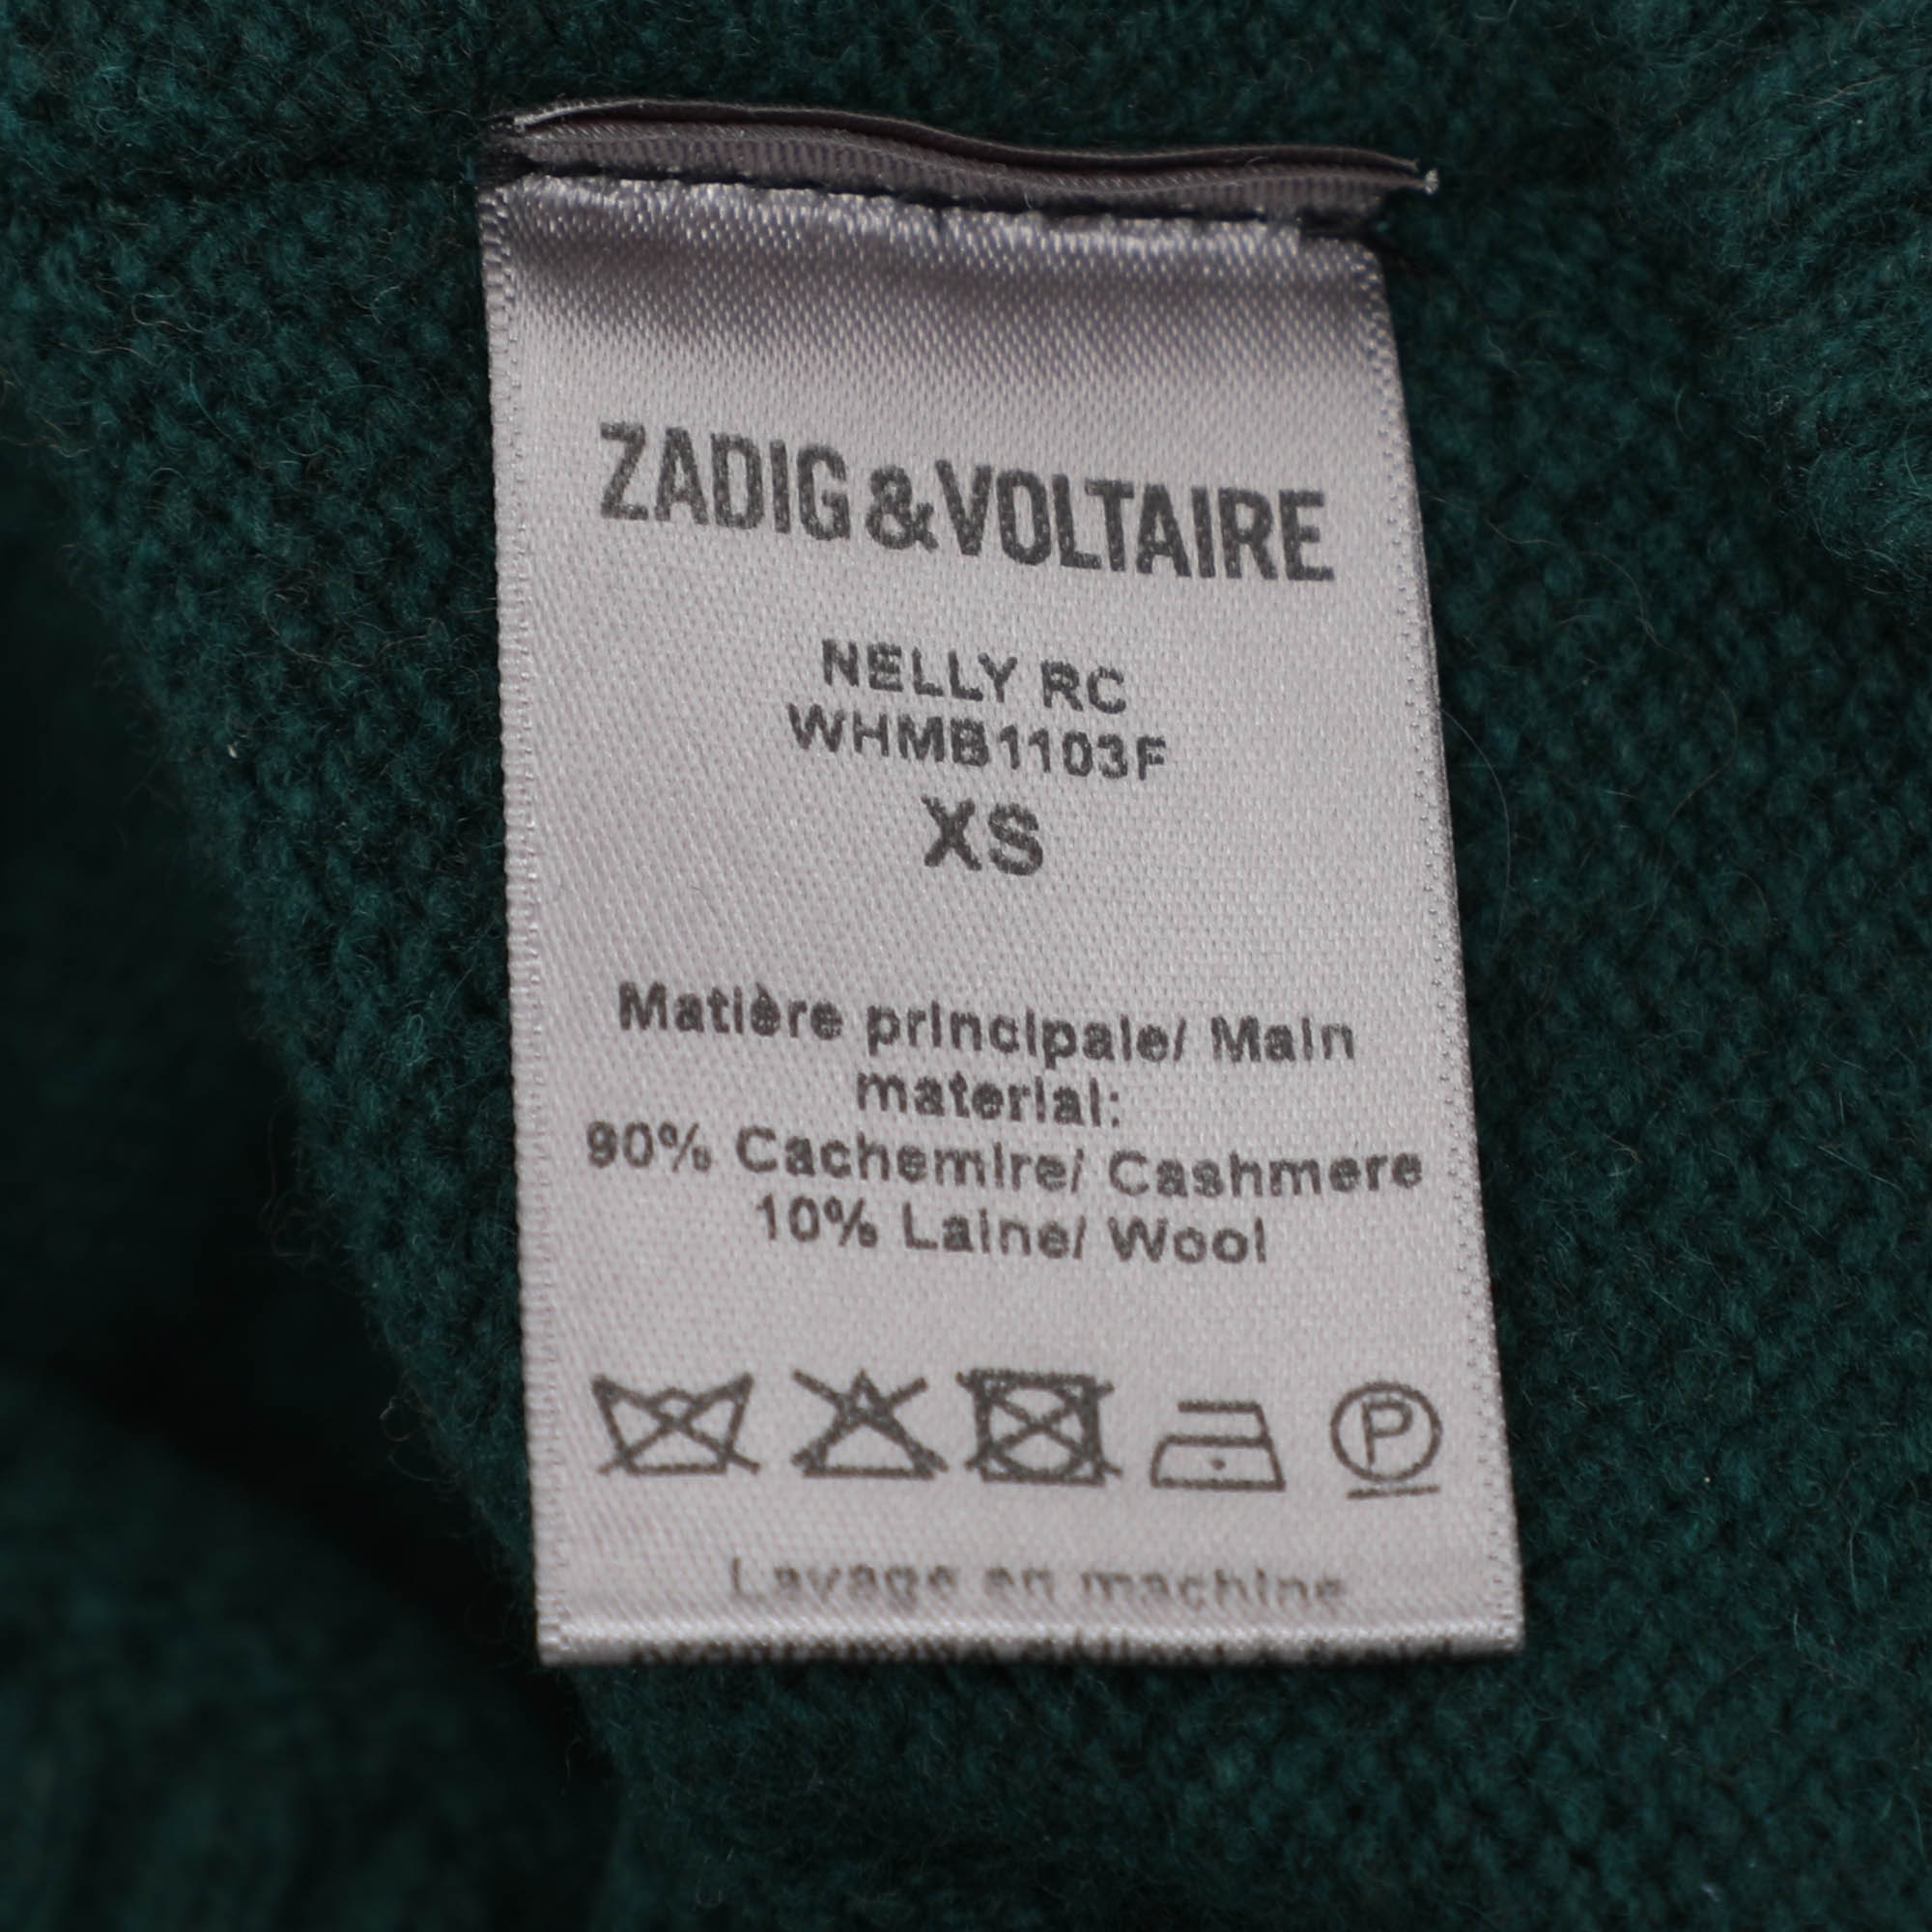 ZADIG&VOLTAIRE
NELLY RC
WHMB1103F
XS
Matière principale/ Main
material:
90% Cachemire/ Cashmere
10% Laine/ Wool
P
Lavage en machine